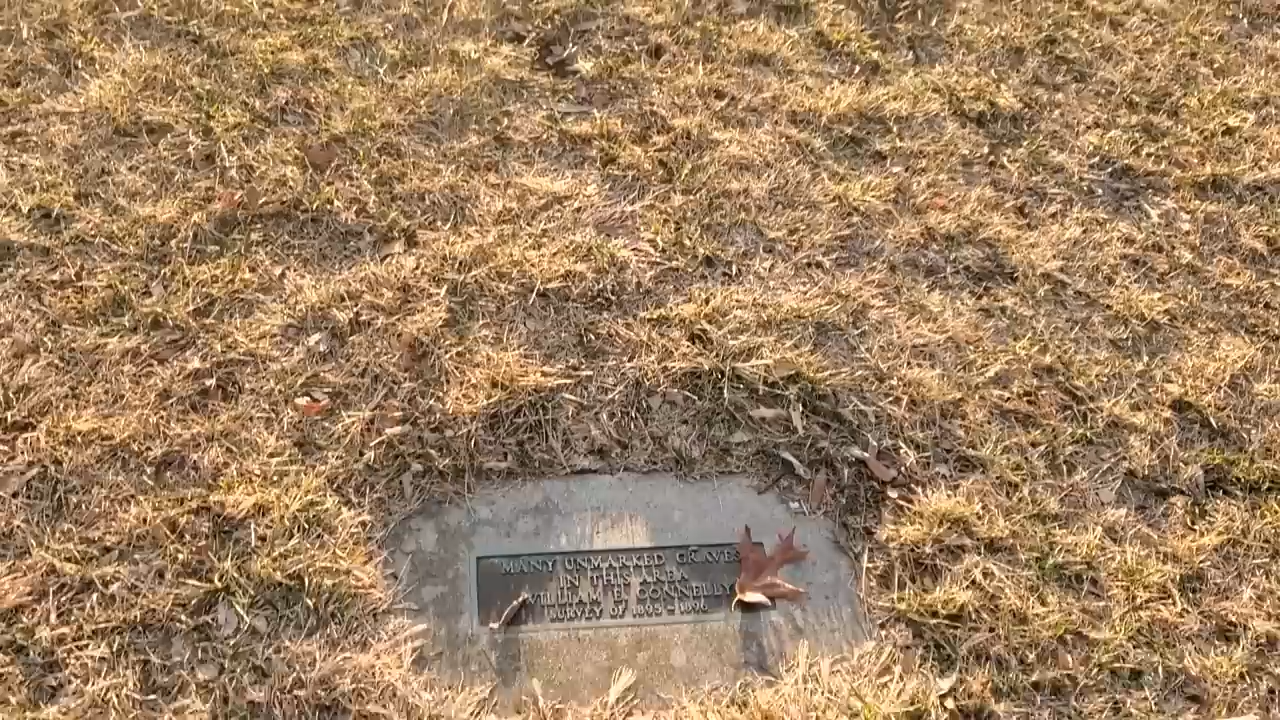 "MANY UNMARKED GRAVES
IN THIS AREA
WILLIAM E. CONNELLY
SURVEY OF 1895 - 1896